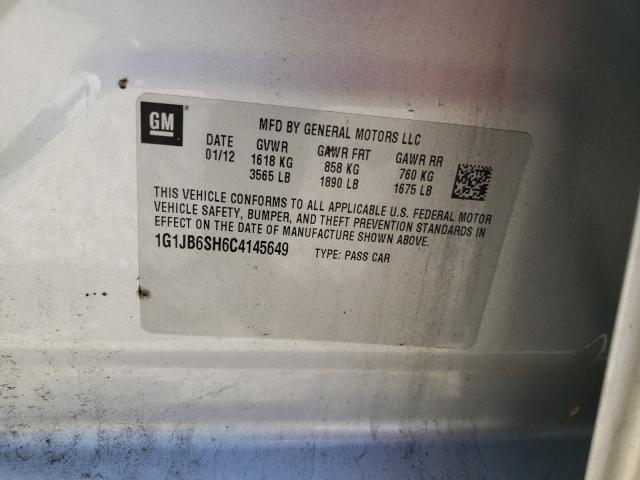 GM ®
MFD BY GENERAL MOTORS LLC
DATE GVWR GAWR FRT GAWR RR
01/12 1618 KG 858 KG 760 KG
3565 LB 1890 LB 1675 LB
THIS VEHICLE CONFORMS TO ALL APPLICABLE U.S. FEDERAL MOTOR
VEHICLE SAFETY, BUMPER, AND THEFT PREVENTION STANDARDS IN
EFFECT ON THE DATE OF MANUFACTURE SHOWN ABOVE.
1G1JB6SH6C4145649 TYPE: PASS CAR